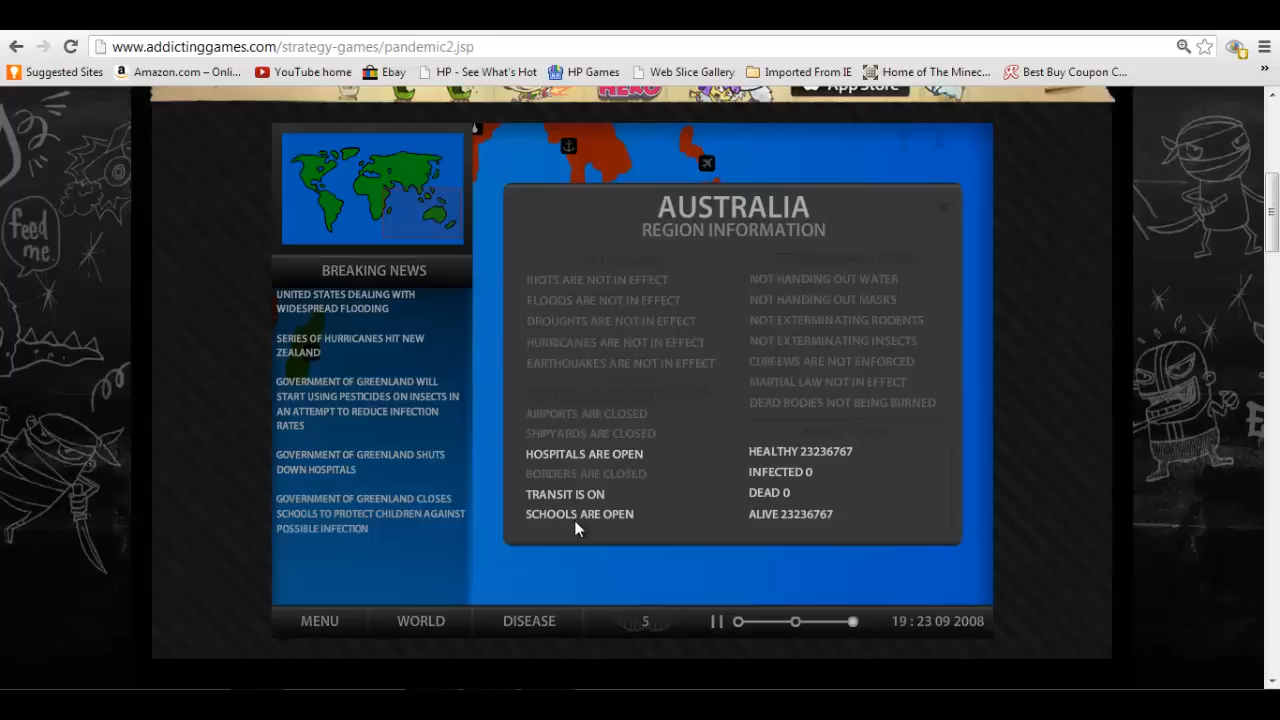 www.addictinggames.com/strategy-games/pandemic2.jsp
Suggested Sites
Amazon.com – Onli...
YouTube home
Ebay
HP - See What's Hot
HP Games
Web Slice Gallery
Imported From IE
Home of The Minec...
Best Buy Coupon C...
»
HERO
App Store
feed
me.
BREAKING NEWS
UNITED STATES DEALING WITH
WIDESPREAD FLOODING
SERIES OF HURRICANES HIT NEW
ZEALAND
GOVERNMENT OF GREENLAND WILL
START USING PESTICIDES ON INSECTS IN
AN ATTEMPT TO REDUCE INFECTION
RATES
GOVERNMENT OF GREENLAND SHUTS
DOWN HOSPITALS
GOVERNMENT OF GREENLAND CLOSES
SCHOOLS TO PROTECT CHILDREN AGAINST
POSSIBLE INFECTION
AUSTRALIA
REGION INFORMATION
RIOTS ARE NOT IN EFFECT
FLOODS ARE NOT IN EFFECT
DROUGHTS ARE NOT IN EFFECT
HURRICANES ARE NOT IN EFFECT
EARTHQUAKES ARE NOT IN EFFECT
AIRPORTS ARE CLOSED
SHIPYARDS ARE CLOSED
HOSPITALS ARE OPEN
BORDERS ARE CLOSED
TRANSIT IS ON
SCHOOLS ARE OPEN
NOT HANDING OUT WATER
NOT HANDING OUT MASKS
NOT EXTERMINATING RODENTS
NOT EXTERMINATING INSECTS
CURFEWS ARE NOT ENFORCED
MARTIAL LAW NOT IN EFFECT
DEAD BODIES NOT BEING BURNED
HEALTHY 23236767
INFECTED 0
DEAD 0
ALIVE 23236767
MENU
WORLD
DISEASE
5
19 : 23 09 2008